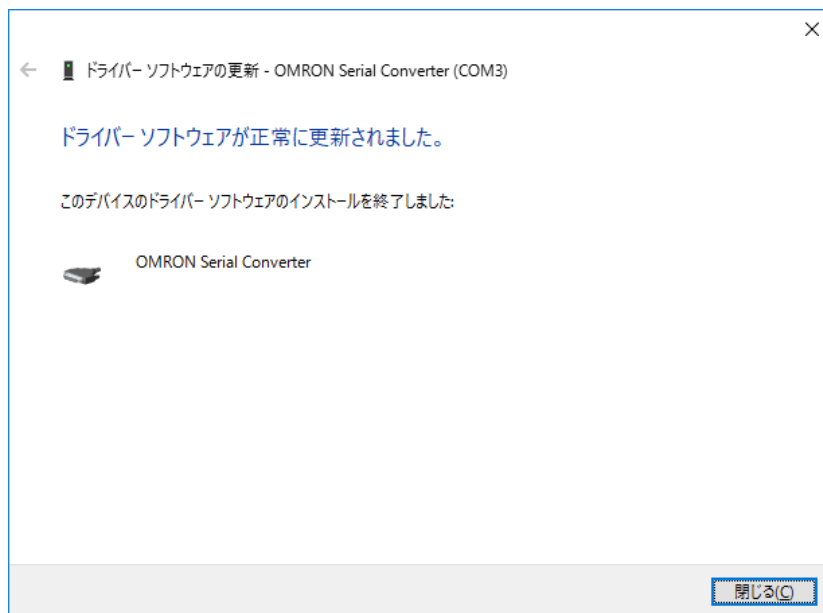 ドライバー ソフトウェアの更新 - OMRON Serial Converter (COM3)
ドライバー ソフトウェアが正常に更新されました。
このデバイスのドライバー ソフトウェアのインストールを終了しました:
OMRON Serial Converter
閉じる(C)